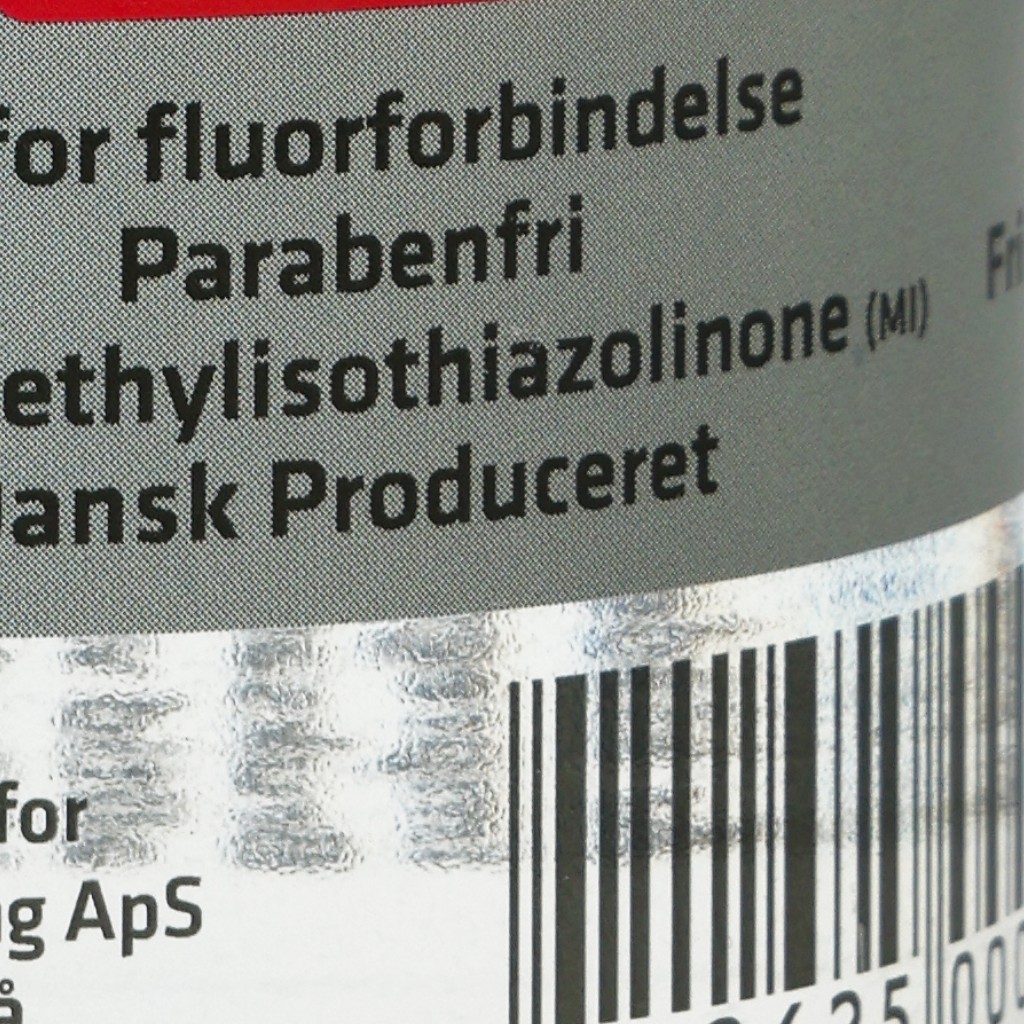 for fluorforbindelse
Parabenfri
ethylisothiazolinone (MI)
Dansk Produceret
for
ApS
å